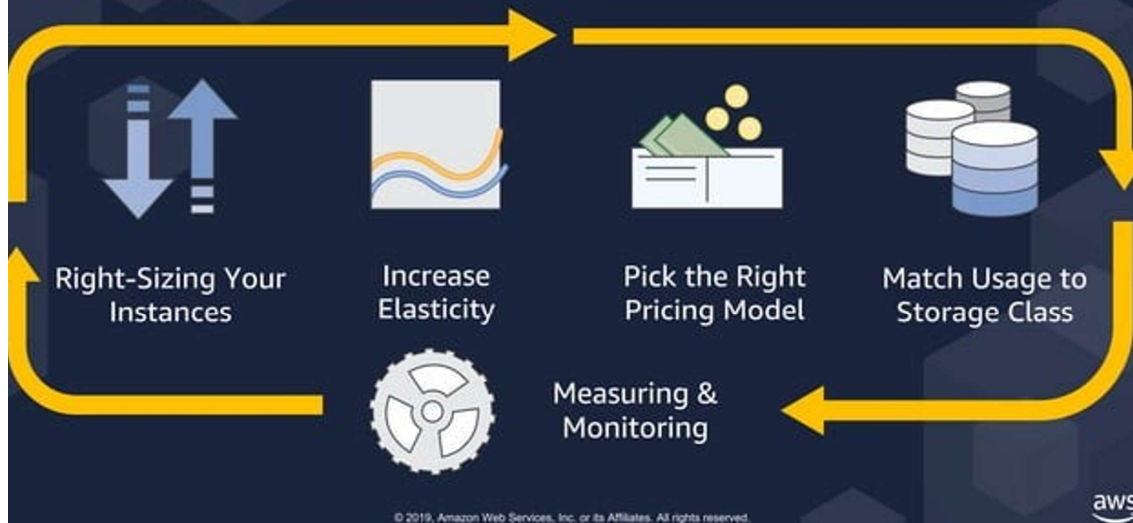 Right-Sizing Your
Instances
Increase
Elasticity
Pick the Right
Pricing Model
Match Usage to
Storage Class
Measuring &
Monitoring
© 2019, Amazon Web Services, Inc. or its Affiliates. All rights reserved.
aws